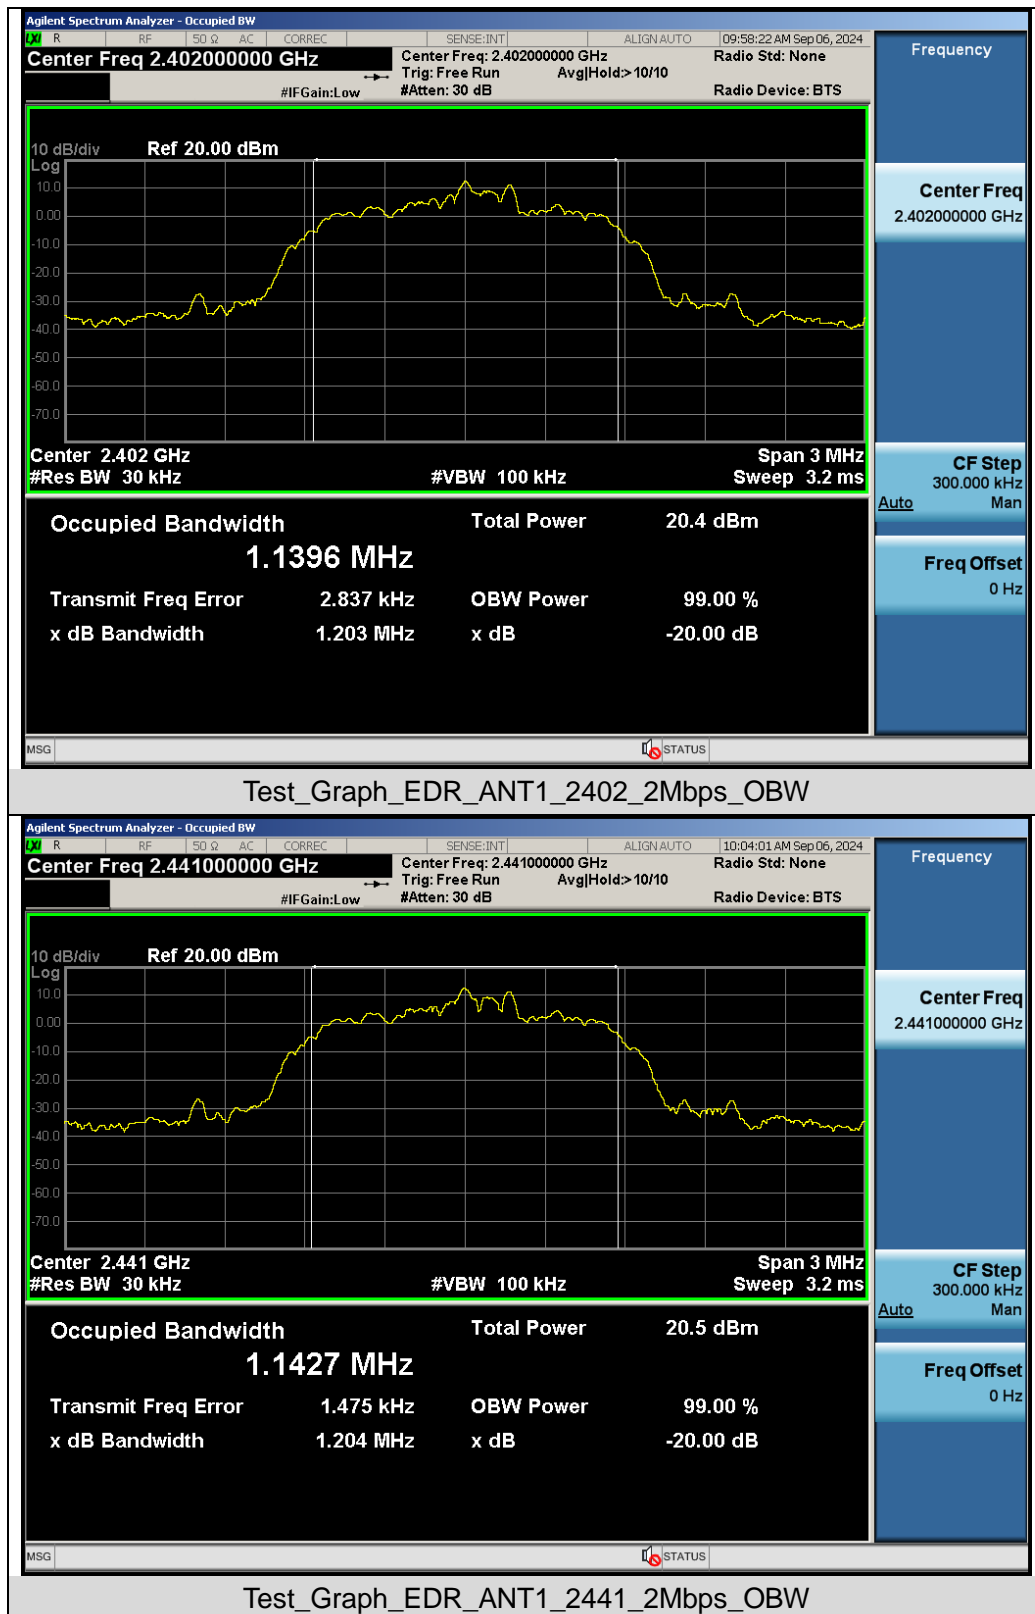 Agilent Spectrum Analyzer - Occupied BW
LXI R RF 50 Ω AC CORREC SENSE:INT ALIGN AUTO 09:58:22 AM Sep 06, 2024
Center Freq 2.402000000 GHz
Center Freq: 2.402000000 GHz
Radio Std: None
Trig: Free Run Avg|Hold:> 10/10
#IFGain:Low
#Atten: 30 dB
Radio Device: BTS
Frequency
10 dB/div Ref 20.00 dBm
Log
10.0
0.00
-10.0
-20.0
-30.0
-40.0
-50.0
-60.0
-70.0
Center 2.402 GHz Span 3 MHz
#Res BW 30 kHz #VBW 100 kHz Sweep 3.2 ms
Center Freq
2.402000000 GHz
CF Step
300.000 kHz
Auto Man
Freq Offset
0 Hz
Occupied Bandwidth Total Power 20.4 dBm
1.1396 MHz
Transmit Freq Error 2.837 kHz OBW Power 99.00 %
x dB Bandwidth 1.203 MHz x dB -20.00 dB
MSG STATUS
Test_Graph_EDR_ANT1_2402_2Mbps_OBW
Agilent Spectrum Analyzer - Occupied BW
LXI R RF 50 Ω AC CORREC SENSE:INT ALIGN AUTO 10:04:01 AM Sep 06, 2024
Center Freq 2.441000000 GHz
Center Freq: 2.441000000 GHz
Radio Std: None
Trig: Free Run Avg|Hold:> 10/10
#IFGain:Low
#Atten: 30 dB
Radio Device: BTS
Frequency
10 dB/div Ref 20.00 dBm
Log
10.0
0.00
-10.0
-20.0
-30.0
-40.0
-50.0
-60.0
-70.0
Center 2.441 GHz Span 3 MHz
#Res BW 30 kHz #VBW 100 kHz Sweep 3.2 ms
Center Freq
2.441000000 GHz
CF Step
300.000 kHz
Auto Man
Freq Offset
0 Hz
Occupied Bandwidth Total Power 20.5 dBm
1.1427 MHz
Transmit Freq Error 1.475 kHz OBW Power 99.00 %
x dB Bandwidth 1.204 MHz x dB -20.00 dB
MSG STATUS
Test_Graph_EDR_ANT1_2441_2Mbps_OBW